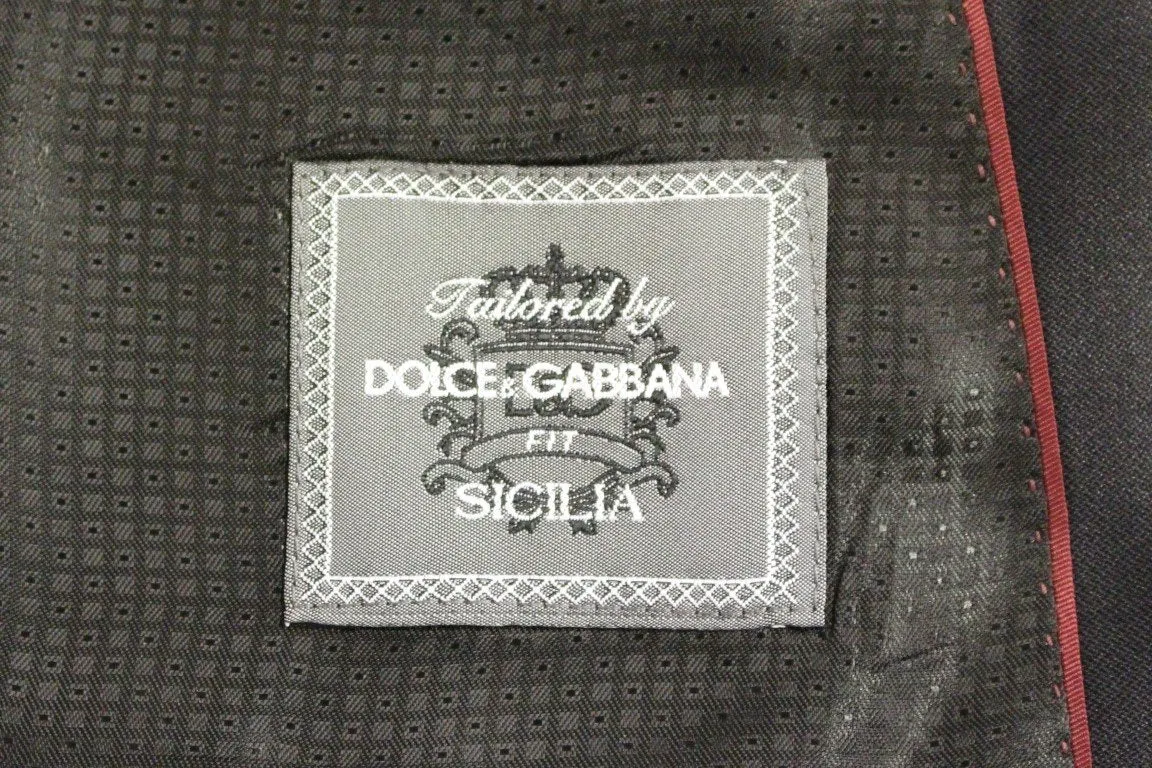 Tailored by
DOLCE&GABBANA
D&G
FIT
SICILIA